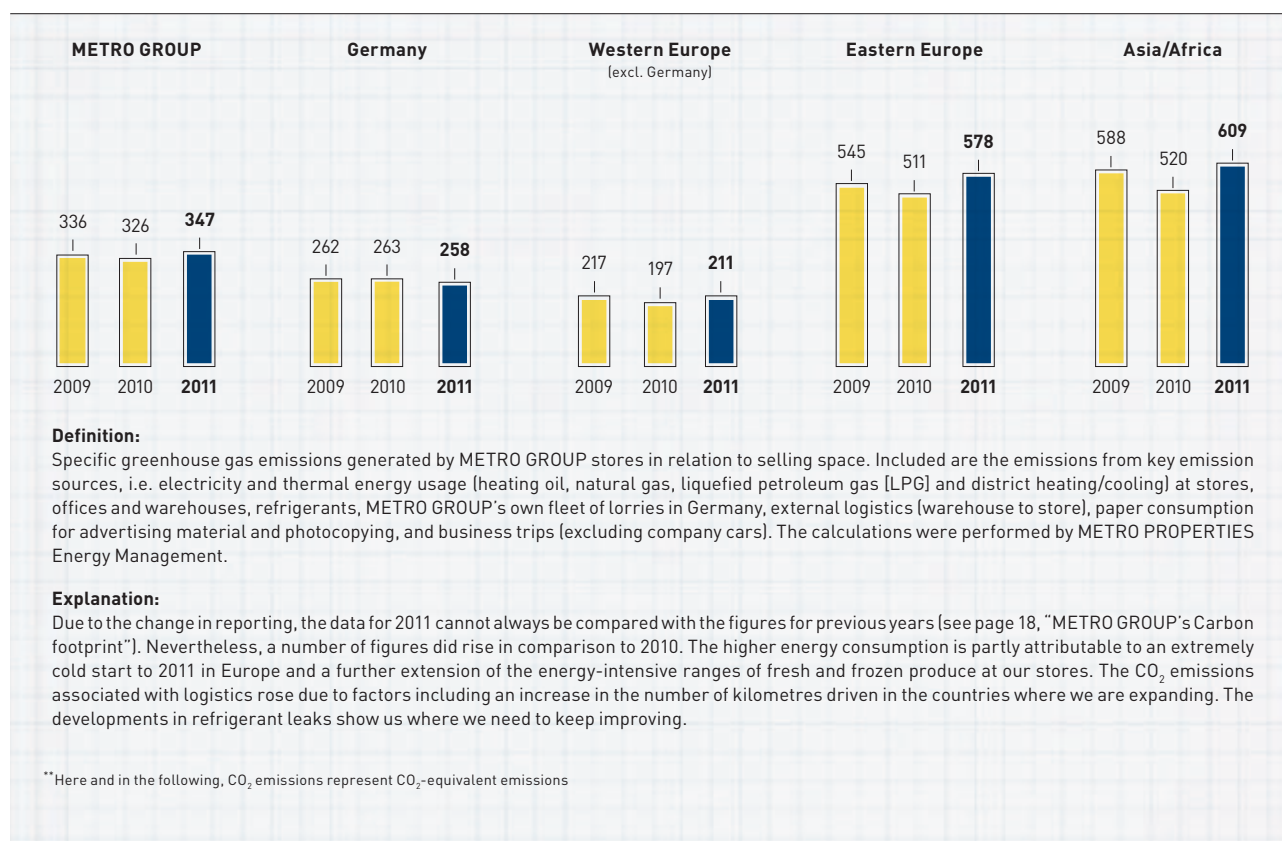 METRO GROUP
Germany
Western Europe
(excl. Germany)
Eastern Europe
Asia/Africa
336
326
347
262
263
258
217
197
211
545
511
578
588
520
609
2009 2010 2011
2009 2010 2011
2009 2010 2011
2009 2010 2011
2009 2010 2011
Definition:
Specific greenhouse gas emissions generated by METRO GROUP stores in relation to selling space. Included are the emissions from key emission
sources, i.e. electricity and thermal energy usage (heating oil, natural gas, liquefied petroleum gas [LPG] and district heating/cooling) at stores,
offices and warehouses, refrigerants, METRO GROUP's own fleet of lorries in Germany, external logistics (warehouse to store), paper consumption
for advertising material and photocopying, and business trips (excluding company cars). The calculations were performed by METRO PROPERTIES
Energy Management.
Explanation:
Due to the change in reporting, the data for 2011 cannot always be compared with the figures for previous years (see page 18, “METRO GROUP's Carbon
footprint”). Nevertheless, a number of figures did rise in comparison to 2010. The higher energy consumption is partly attributable to an extremely
cold start to 2011 in Europe and a further extension of the energy-intensive ranges of fresh and frozen produce at our stores. The CO₂ emissions
associated with logistics rose due to factors including an increase in the number of kilometres driven in the countries where we are expanding. The
developments in refrigerant leaks show us where we need to keep improving.
**Here and in the following, CO₂ emissions represent CO₂-equivalent emissions